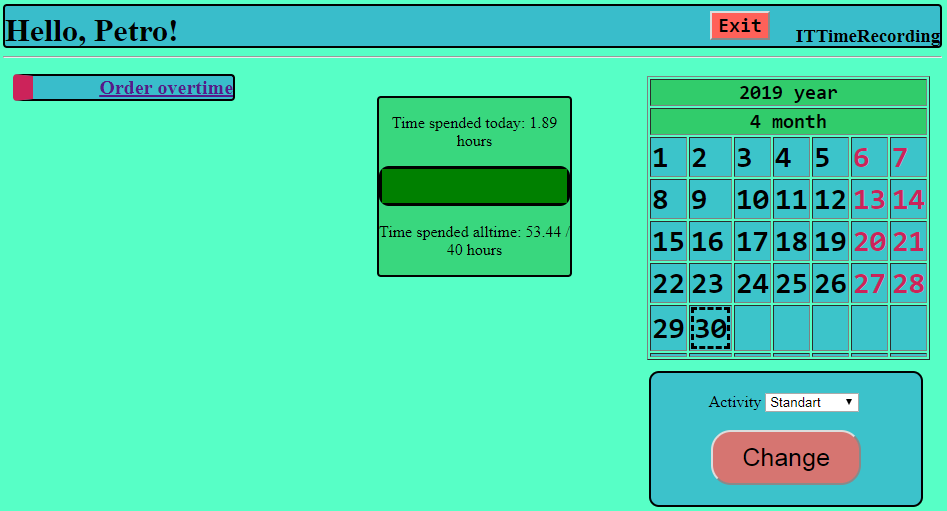 Hello, Petro!
Exit
ITTimeRecording
Order overtime
Time spended today: 1.89
hours
Time spended alltime: 53.44 /
40 hours
2019 year
4 month
1 2 3 4 5 6 7
8 9 10 11 12 13 14
15 16 17 18 19 20 21
22 23 24 25 26 27 28
29 30
Activity Standart
Change